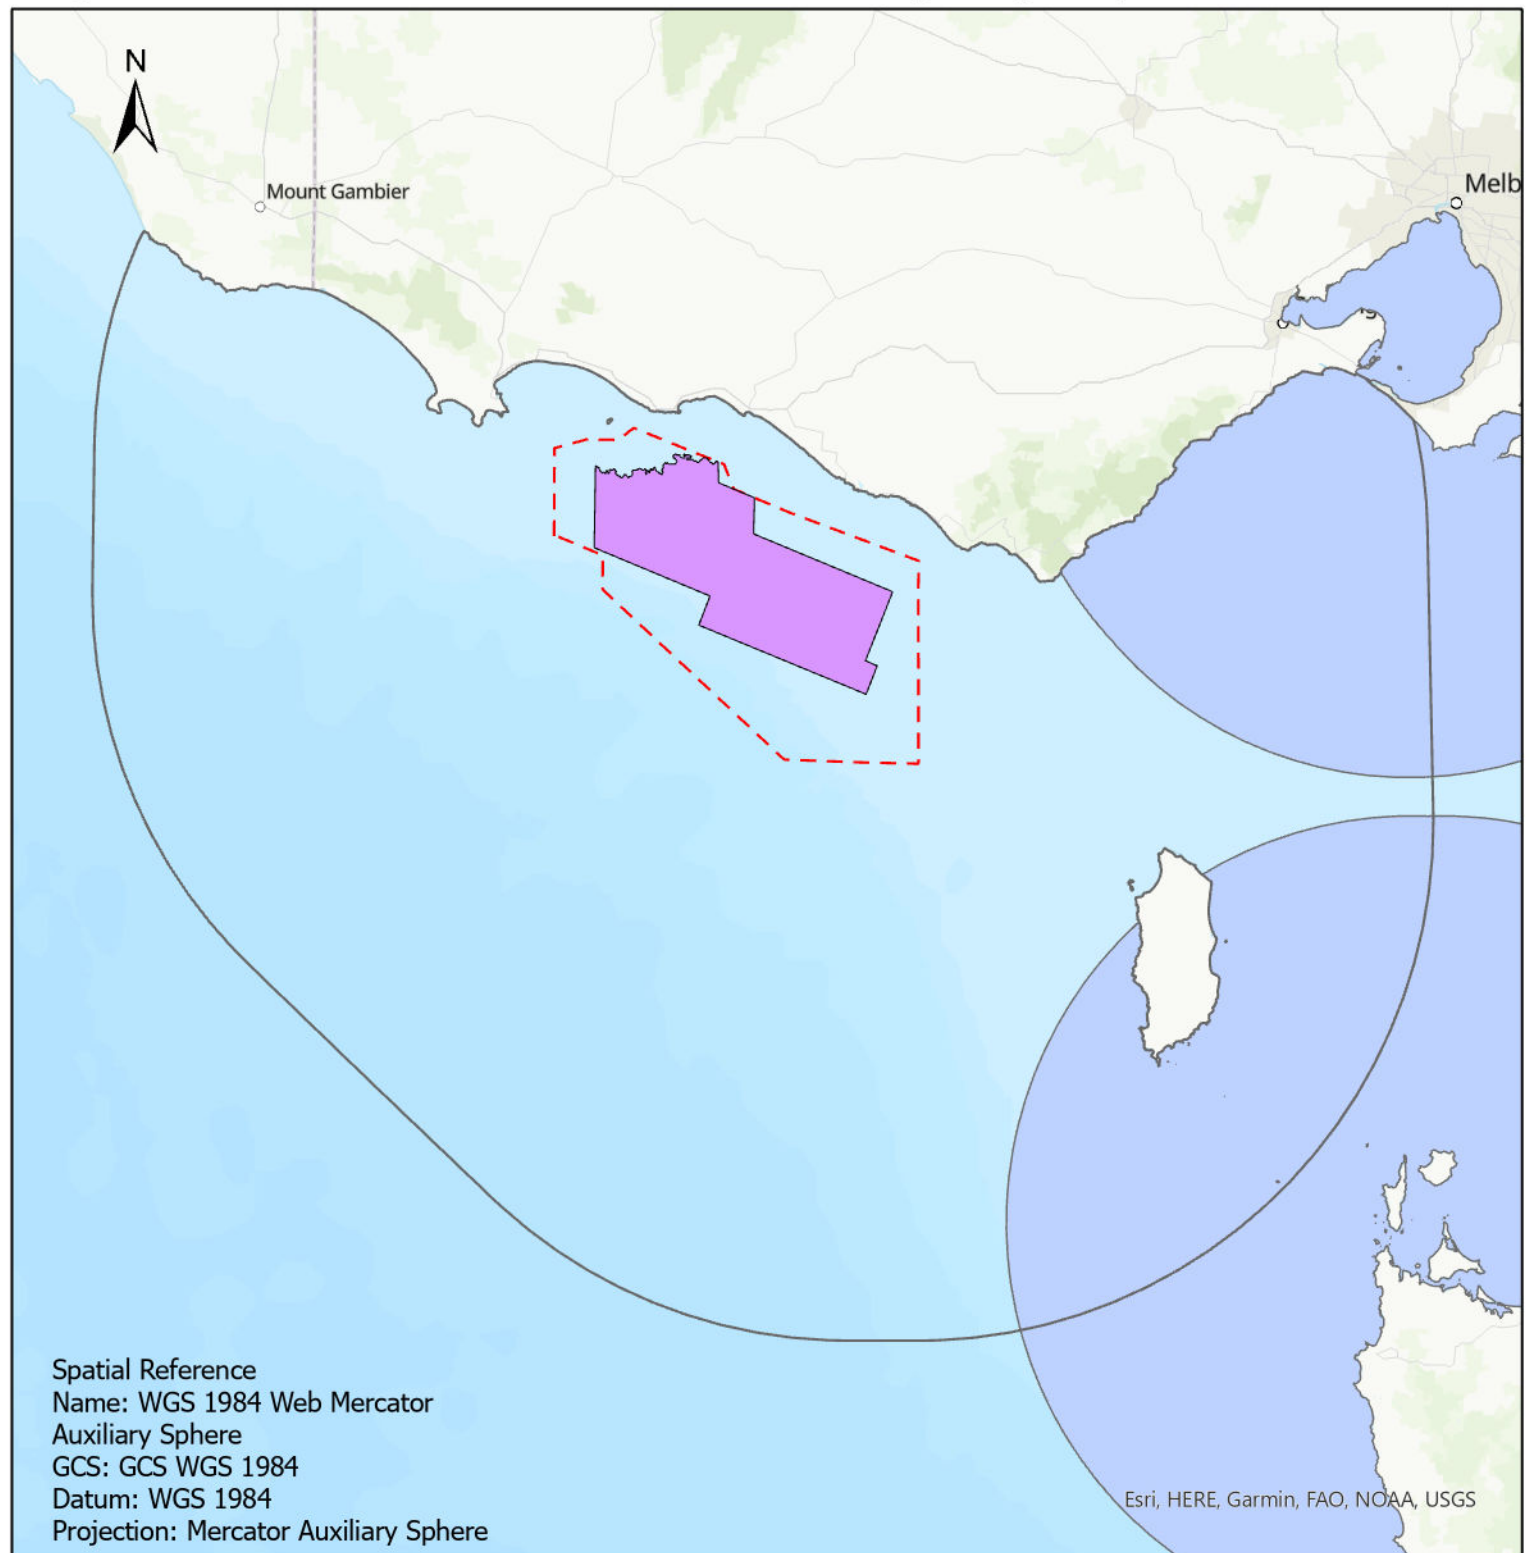 N
Mount Gambier
Melb
Spatial Reference
Name: WGS 1984 Web Mercator
Auxiliary Sphere
GCS: GCS WGS 1984
Datum: WGS 1984
Projection: Mercator Auxiliary Sphere
Esri, HERE, Garmin, FAO, NOAA, USGS